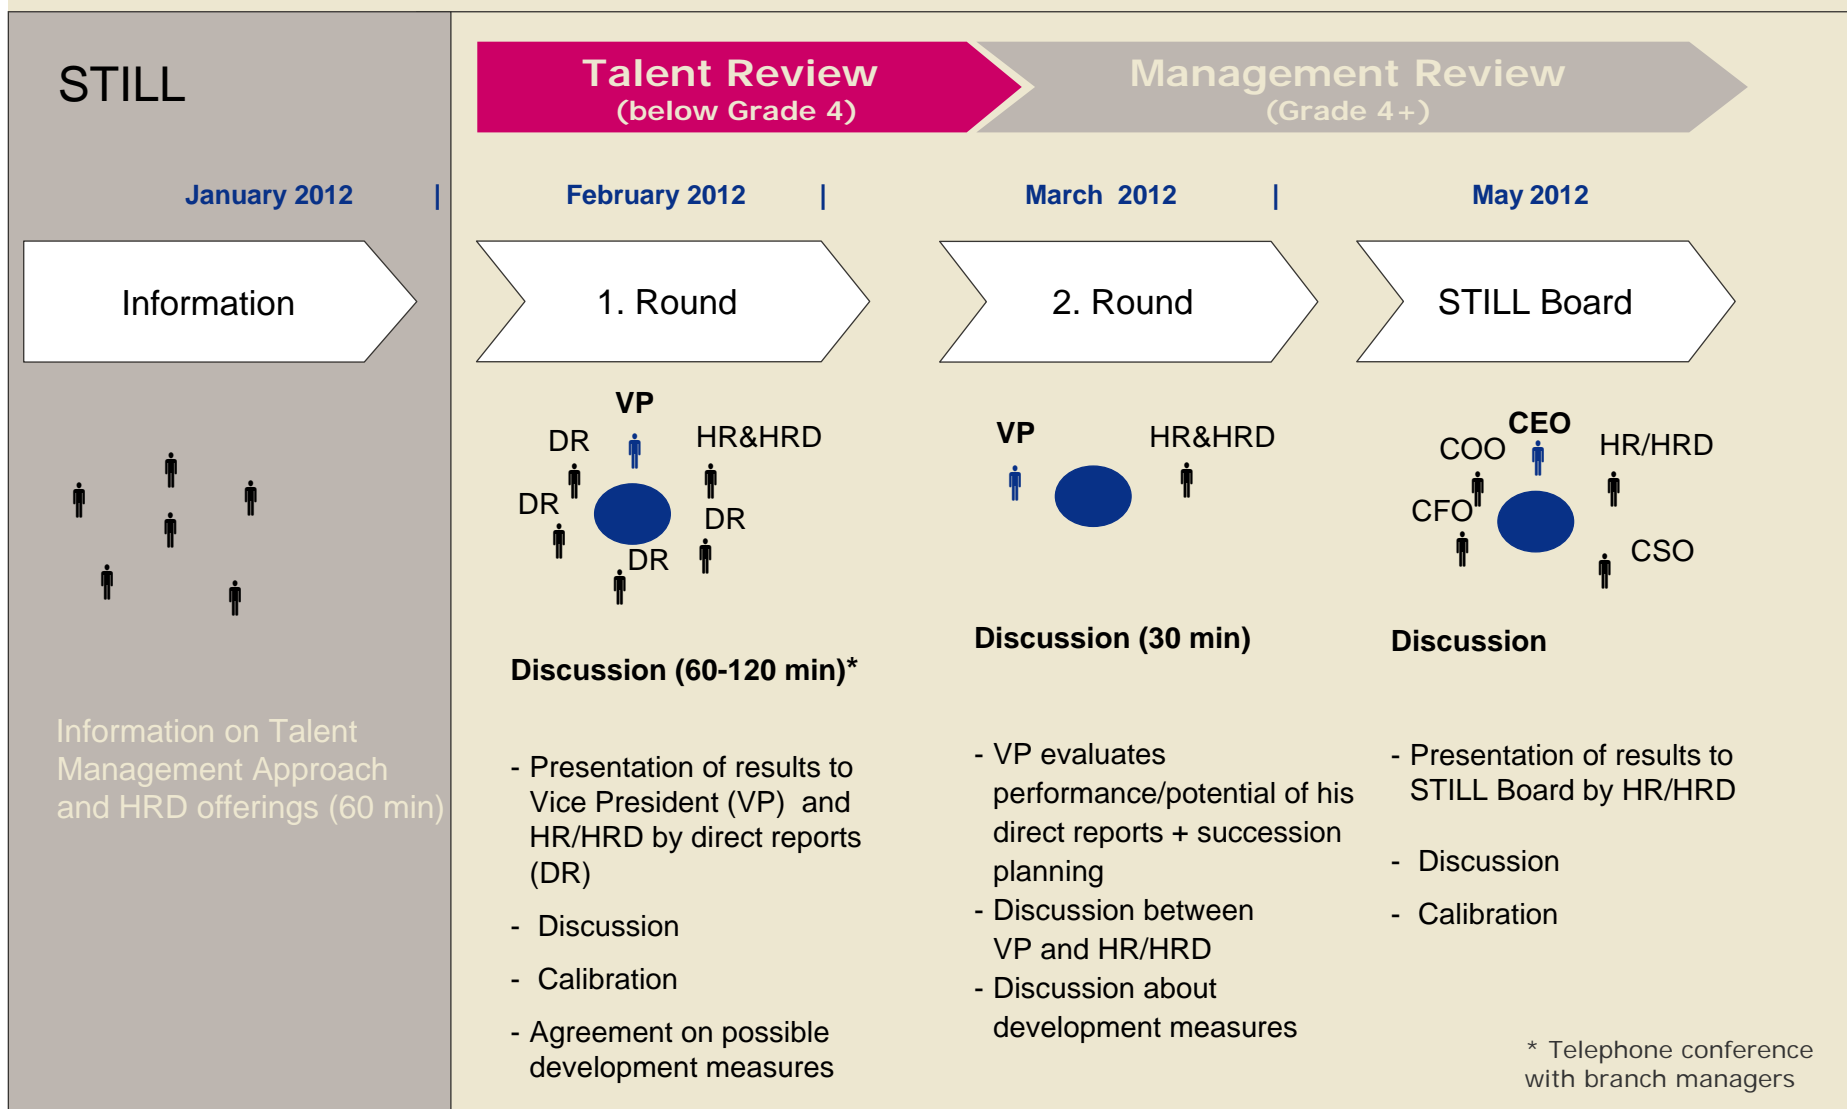 STILL
Talent Review
(below Grade 4)
Management Review
(Grade 4+)
January 2012 |
February 2012 |
March 2012 |
May 2012
Information
1. Round
2. Round
STILL Board
VP
DR
HR&HRD
DR
DR
DR
VP
HR&HRD
CEO
COO
HR/HRD
CFO
CSO
Information on Talent
Management Approach
and HRD offerings (60 min)
Discussion (60-120 min)*
- Presentation of results to
Vice President (VP) and
HR/HRD by direct reports
(DR)
- Discussion
- Calibration
- Agreement on possible
development measures
Discussion (30 min)
- VP evaluates
performance/potential of his
direct reports + succession
planning
- Discussion between
VP and HR/HRD
- Discussion about
development measures
Discussion
- Presentation of results to
STILL Board by HR/HRD
- Discussion
- Calibration
* Telephone conference
with branch managers